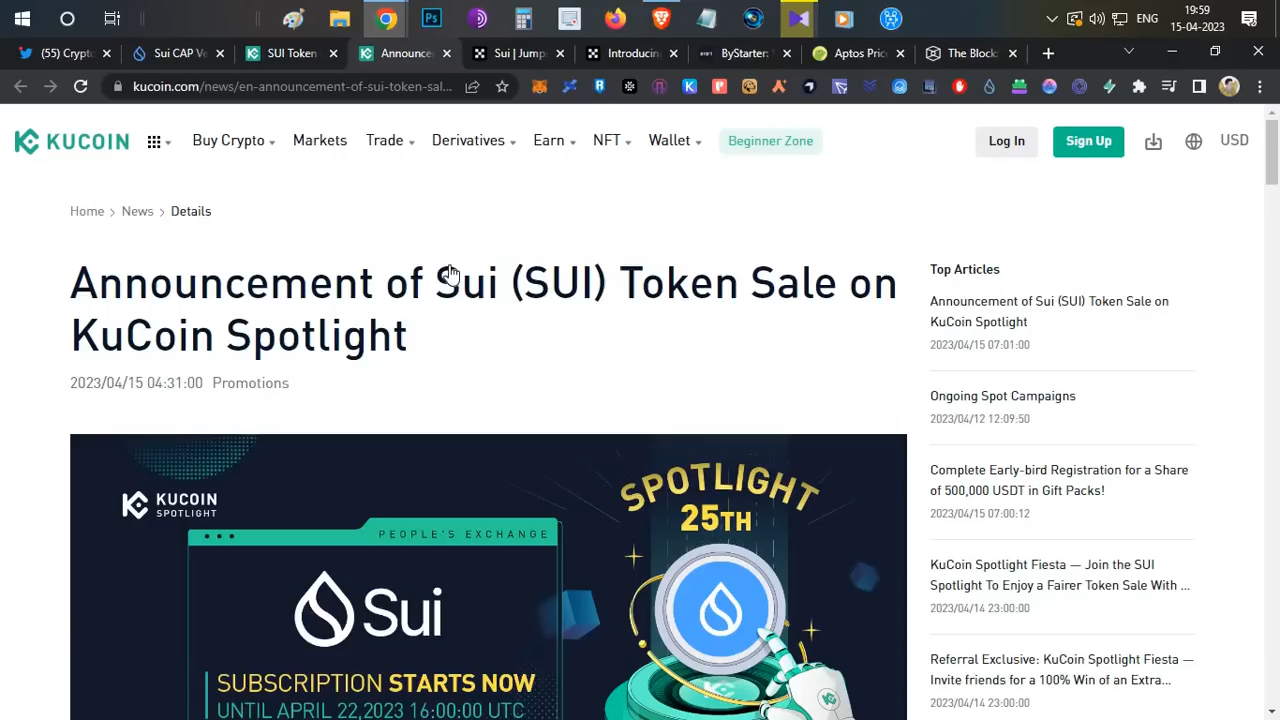 19:59
ENG
15-04-2023
(55) Crypto
Sui CAP Ve
SUI Token
Announce
Sui | Jump
Introducing
ByStarter:
Aptos Pric
The Block
kucoin.com/news/en-announcement-of-sui-token-sal...
KUCOIN
Buy Crypto
Markets
Trade
Derivatives
Earn
NFT
Wallet
Beginner Zone
Log In
Sign Up
USD
Home > News > Details
Announcement of Sui (SUI) Token Sale on
KuCoin Spotlight
2023/04/15 04:31:00 Promotions
KUCOIN
SPOTLIGHT
PEOPLE'S EXCHANGE
Sui
SUBSCRIPTION STARTS NOW
UNTIL APRIL 22,2023 16:00:00 UTC
SPOTLIGHT
25TH
Top Articles
Announcement of Sui (SUI) Token Sale on
KuCoin Spotlight
2023/04/15 07:01:00
Ongoing Spot Campaigns
2023/04/12 12:09:50
Complete Early-bird Registration for a Share
of 500,000 USDT in Gift Packs!
2023/04/15 07:00:12
KuCoin Spotlight Fiesta — Join the SUI
Spotlight To Enjoy a Fairer Token Sale With ...
2023/04/14 23:00:00
Referral Exclusive: KuCoin Spotlight Fiesta —
Invite friends for a 100% Win of an Extra...
2023/04/14 23:00:00